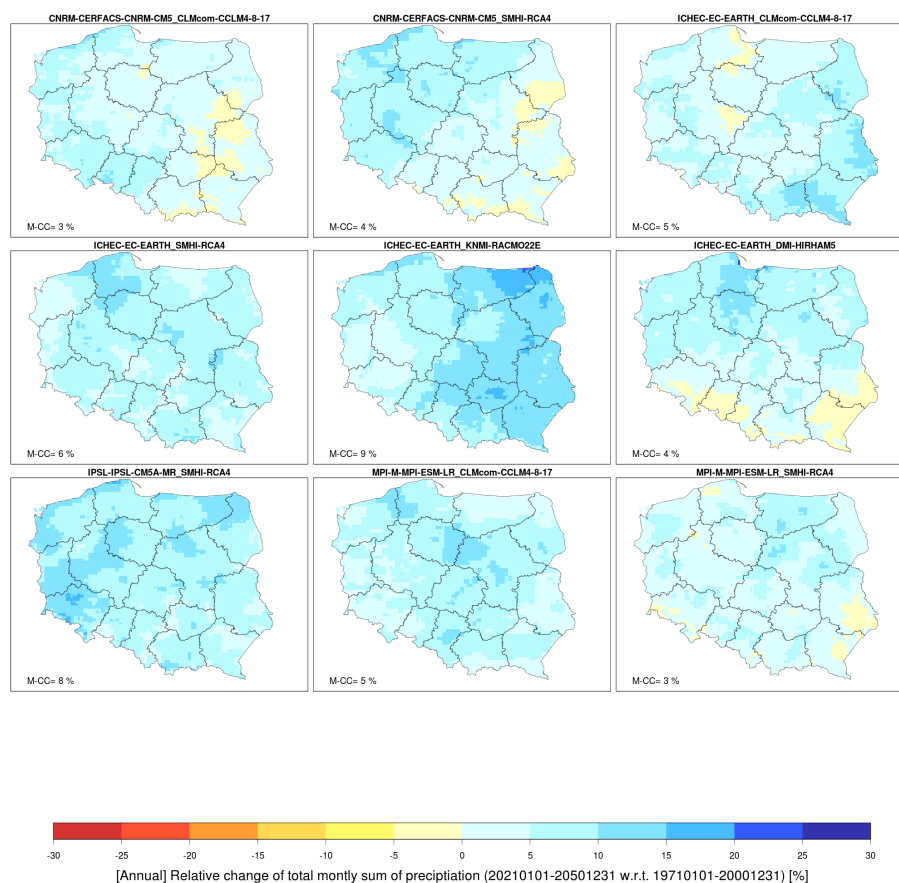 CNRM-CERFACS-CNRM-CM5_CLMcom-CCLM4-8-17
CNRM-CERFACS-CNRM-CM5_SMHI-RCA4
ICHEC-EC-EARTH_CLMcom-CCLM4-8-17
M-CC= 3 %
M-CC= 4 %
M-CC= 5 %
ICHEC-EC-EARTH_SMHI-RCA4
ICHEC-EC-EARTH_KNMI-RACMO22E
ICHEC-EC-EARTH_DMI-HIRHAM5
M-CC= 6 %
M-CC= 9 %
M-CC= 4 %
IPSL-IPSL-CM5A-MR_SMHI-RCA4
MPI-M-MPI-ESM-LR_CLMcom-CCLM4-8-17
MPI-M-MPI-ESM-LR_SMHI-RCA4
M-CC= 8 %
M-CC= 5 %
M-CC= 3 %
-30 -25 -20 -15 -10 -5 0 5 10 15 20 25 30
[Annual] Relative change of total montly sum of preciptiation (20210101-20501231 w.r.t. 19710101-20001231) [%]